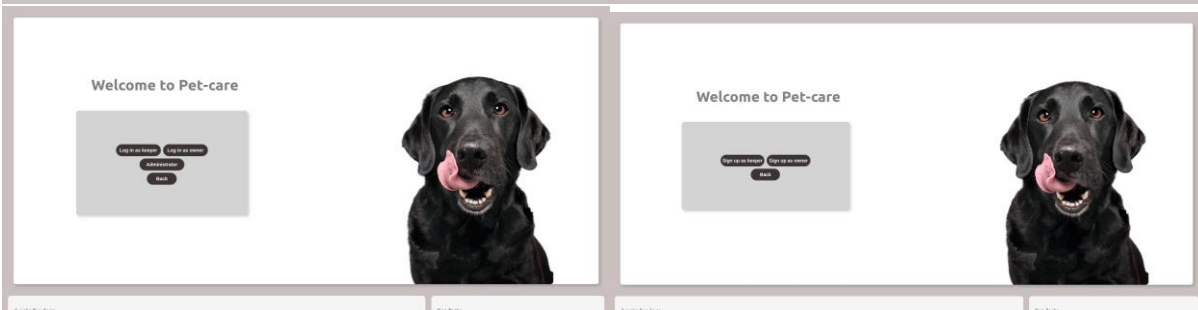 Welcome to Pet-care
Log in as keeper Log in as owner
Administrator
Back
Welcome to Pet-care
Sign up as keeper Sign up as owner
Back